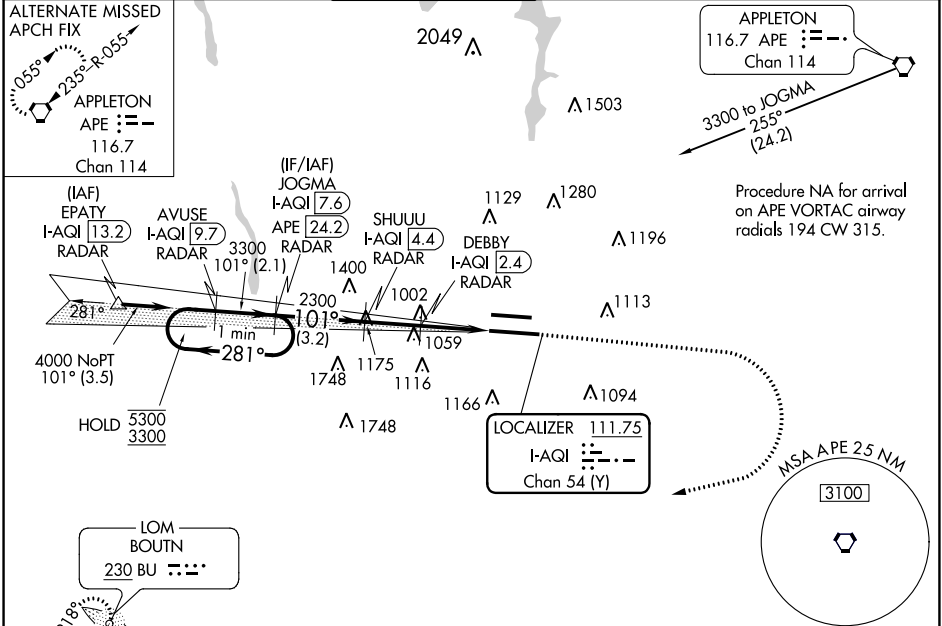 ALTERNATE MISSED
APCH FIX
055°
235°
R-055
APPLETON
APE
116.7
Chan 114
2049
1503
APPLETON
116.7 APE
Chan 114
3300 to JOGMA
255°
(24.2)
Procedure NA for arrival
on APE VORTAC airway
radials 194 CW 315.
(IAF)
EPATY
I-AQI 13.2
RADAR
AVUSE
I-AQI 9.7
RADAR
3300
101° (2.1)
(IF/IAF)
JOGMA
I-AQI 7.6
APE 24.2
RADAR
SHUUU
I-AQI 4.4
RADAR
DEBBY
I-AQI 2.4
RADAR
1129
1280
1196
1400
1002
1113
281°
2300
101°
(3.2)
1 min
281°
1059
4000 NoPT
101° (3.5)
1748
1175
1116
HOLD 5300
3300
1748
1166
1094
LOCALIZER 111.75
I-AQI
Chan 54 (Y)
MSA APE 25 NM
3100
LOM
BOUTN
230 BU